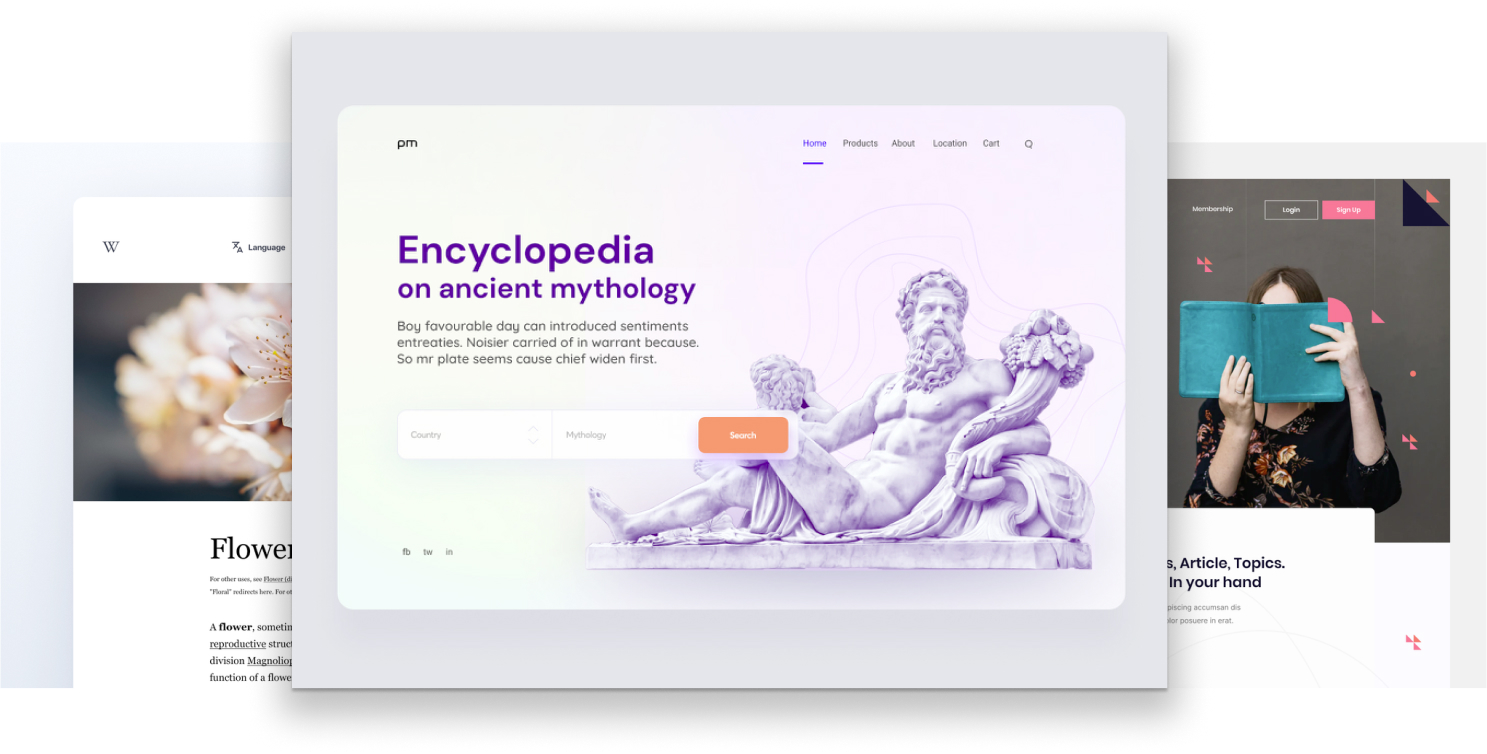 pm
Home Products About Location Cart
Encyclopedia
on ancient mythology
Boy favourable day can introduced sentiments
entreaties. Noisier carried of in warrant because.
So mr plate seems cause chief widen first.
Country
Mythology
Search
fb tw in
W
Language
Flower
For other uses, see Flower (di
"Floral" redirects here. For
A flower, sometim
reproductive struct
division Magnoliop
function of a flowe
Membership Login Sign Up
s, Article, Topics.
In your hand
piscing accumsan dis
lor posuere in erat.